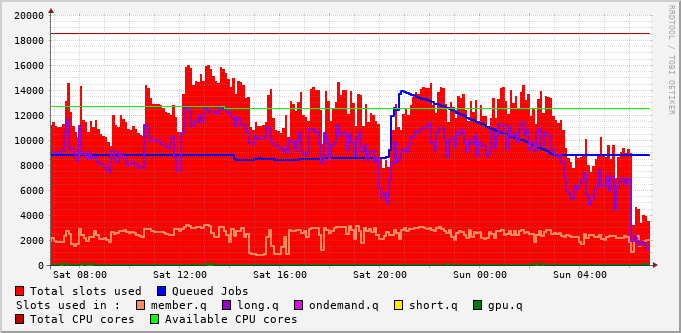 20000
18000
16000
14000
12000
10000
8000
6000
4000
2000
0
Sat 08:00 Sat 12:00 Sat 16:00 Sat 20:00 Sun 00:00 Sun 04:00
RRDTOOL / TOBI OETIKER
Total slots used Queued Jobs
Slots used in : member.q long.q ondemand.q short.q gpu.q
Total CPU cores Available CPU cores